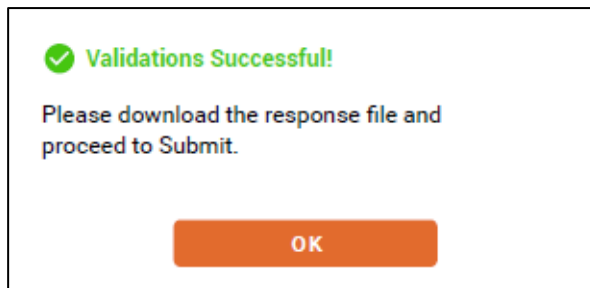 Validations Successful!
Please download the response file and
proceed to Submit.
OK